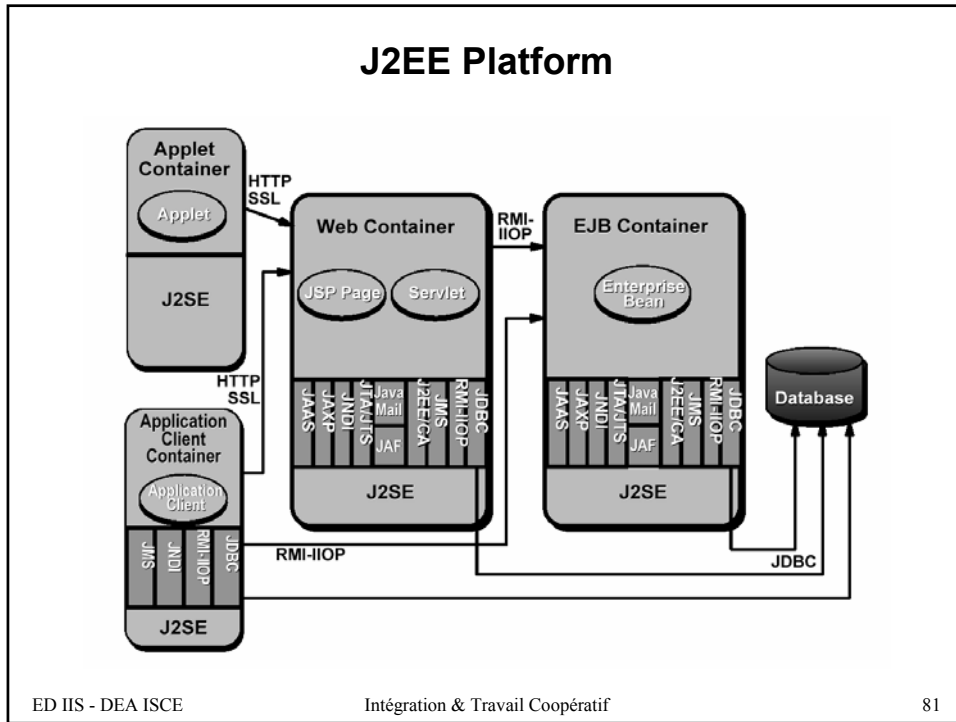 J2EE Platform
Applet
Container
Applet
J2SE
HTTP
SSL
Web Container
JSP Page
Servlet
JAAS
JAXP
JNDI
JTA/JTS
Java
Mail
JAF
J2EE/CA
JMS
RMI-IIOP
JDBC
J2SE
RMI-
IIOP
EJB Container
Enterprise
Bean
JAAS
JAXP
JNDI
JTA/JTS
Java
Mail
JAF
J2EE/CA
JMS
RMI-IIOP
JDBC
J2SE
Database
HTTP
SSL
Application
Client
Container
Application
Client
JMS
JNDI
RMI-IIOP
JDBC
J2SE
RMI-IIOP
JDBC
ED IIS - DEA ISCE
Intégration & Travail Coopératif
81